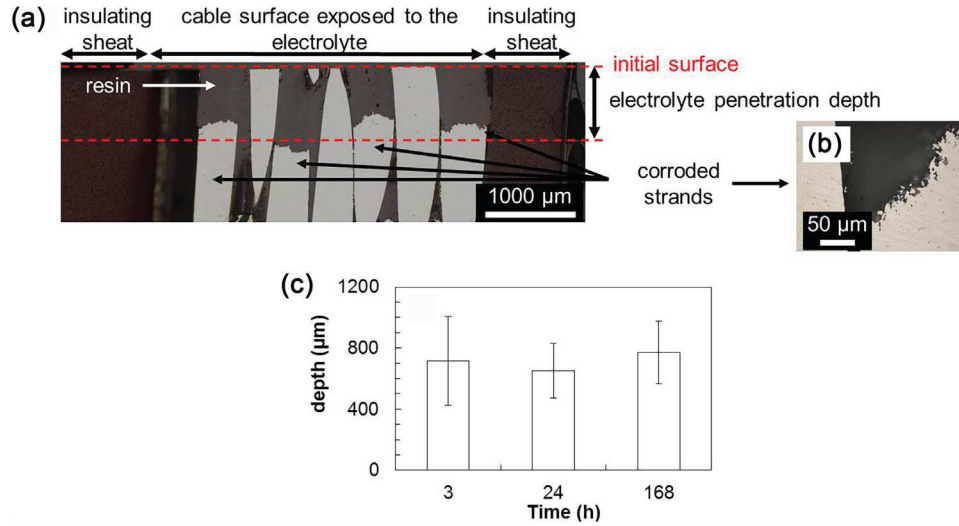 (a)
insulating
sheat
cable surface exposed to the
electrolyte
insulating
sheat
initial surface
resin
electrolyte penetration depth
(b)
corroded
strands
1000 µm
50 µm
(c)
1200
800
400
0
depth (µm)
3 24 168
Time (h)